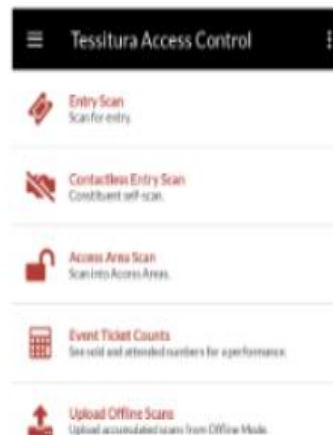 Tessitura Access Control
Entry Scan
Scan for entry.
Contactless Entry Scan
Constituent self-scan.
Access Area Scan
Scan into Access Areas.
Event Ticket Counts
See sold and attended numbers for a performance.
Upload Offline Scans
Upload accumulated scans from Offline Mode.